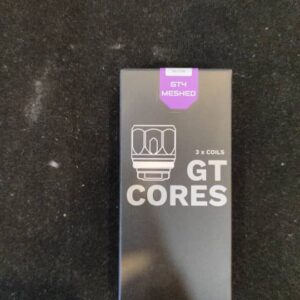 GT4
MESHED
3 x COILS
GT
CORES